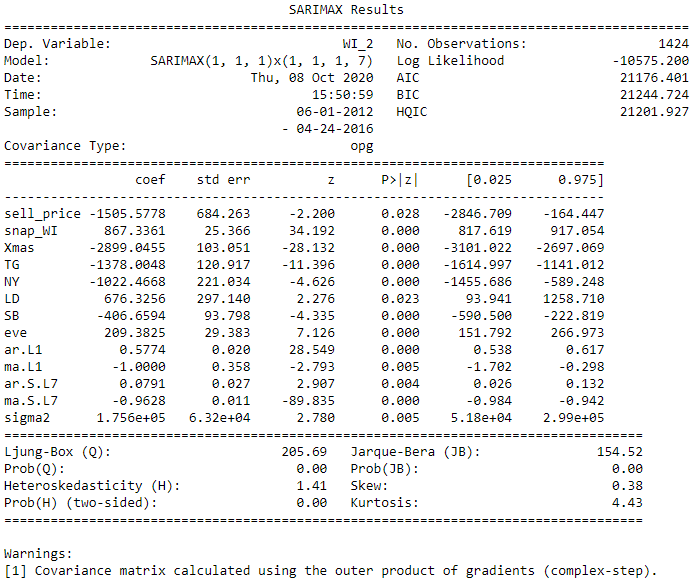 SARIMAX Results
==============================================================================
Dep. Variable: WI_2 No. Observations: 1424
Model: SARIMAX(1, 1, 1)x(1, 1, 1, 7) Log Likelihood -10575.200
Date: Thu, 08 Oct 2020 AIC 21176.401
Time: 15:50:59 BIC 21244.724
Sample: 06-01-2012 HQIC 21201.927
- 04-24-2016
Covariance Type: opg
==============================================================================
coef std err z P>|z| [0.025 0.975]
------------------------------------------------------------------------------
sell_price -1505.5778 684.263 -2.200 0.028 -2846.709 -164.447
snap_WI 867.3361 25.366 34.192 0.000 817.619 917.054
Xmas -2899.0455 103.051 -28.132 0.000 -3101.022 -2697.069
TG -1378.0048 120.917 -11.396 0.000 -1614.997 -1141.012
NY -1022.4668 221.034 -4.626 0.000 -1455.686 -589.248
LD 676.3256 297.140 2.276 0.023 93.941 1258.710
SB -406.6594 93.798 -4.335 0.000 -590.500 -222.819
eve 209.3825 29.383 7.126 0.000 151.792 266.973
ar.L1 0.5774 0.020 28.549 0.000 0.538 0.617
ma.L1 -1.0000 0.358 -2.793 0.005 -1.702 -0.298
ar.S.L7 0.0791 0.027 2.907 0.004 0.026 0.132
ma.S.L7 -0.9628 0.011 -89.835 0.000 -0.984 -0.942
sigma2 1.756e+05 6.32e+04 2.780 0.005 5.18e+04 2.99e+05
==============================================================================
Ljung-Box (Q): 205.69 Jarque-Bera (JB): 154.52
Prob(Q): 0.00 Prob(JB): 0.00
Heteroskedasticity (H): 1.41 Skew: 0.38
Prob(H) (two-sided): 0.00 Kurtosis: 4.43
==============================================================================
Warnings:
[1] Covariance matrix calculated using the outer product of gradients (complex-step).